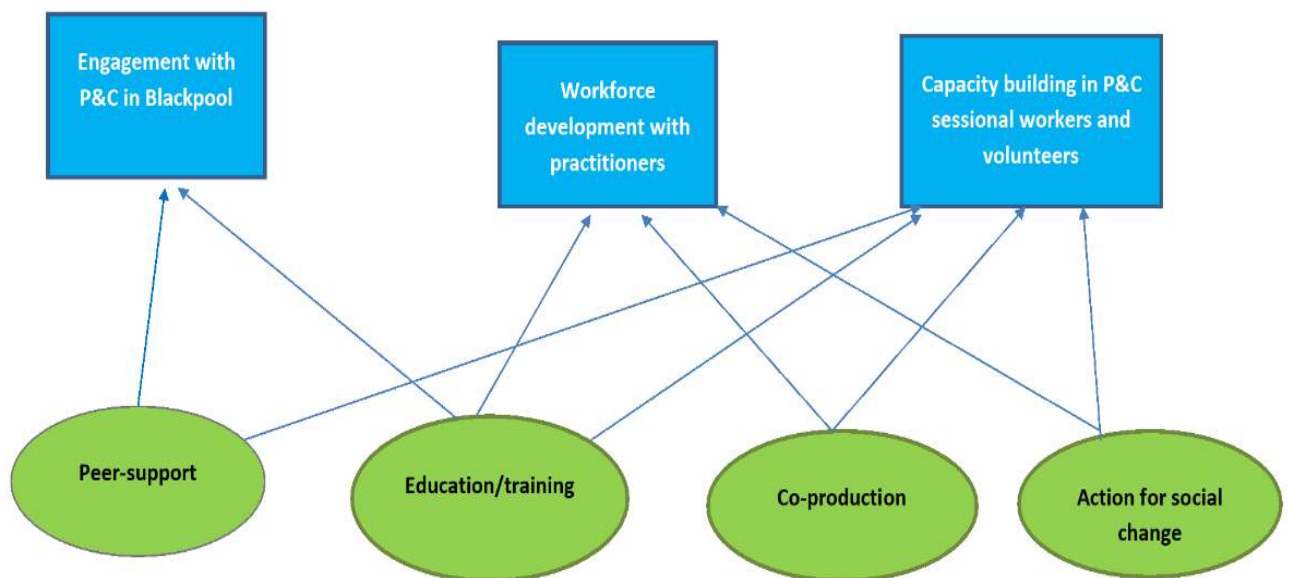 Engagement with
P&C in Blackpool
Workforce
development with
practitioners
Capacity building in P&C
sessional workers and
volunteers
Peer-support
Education/training
Co-production
Action for social
change